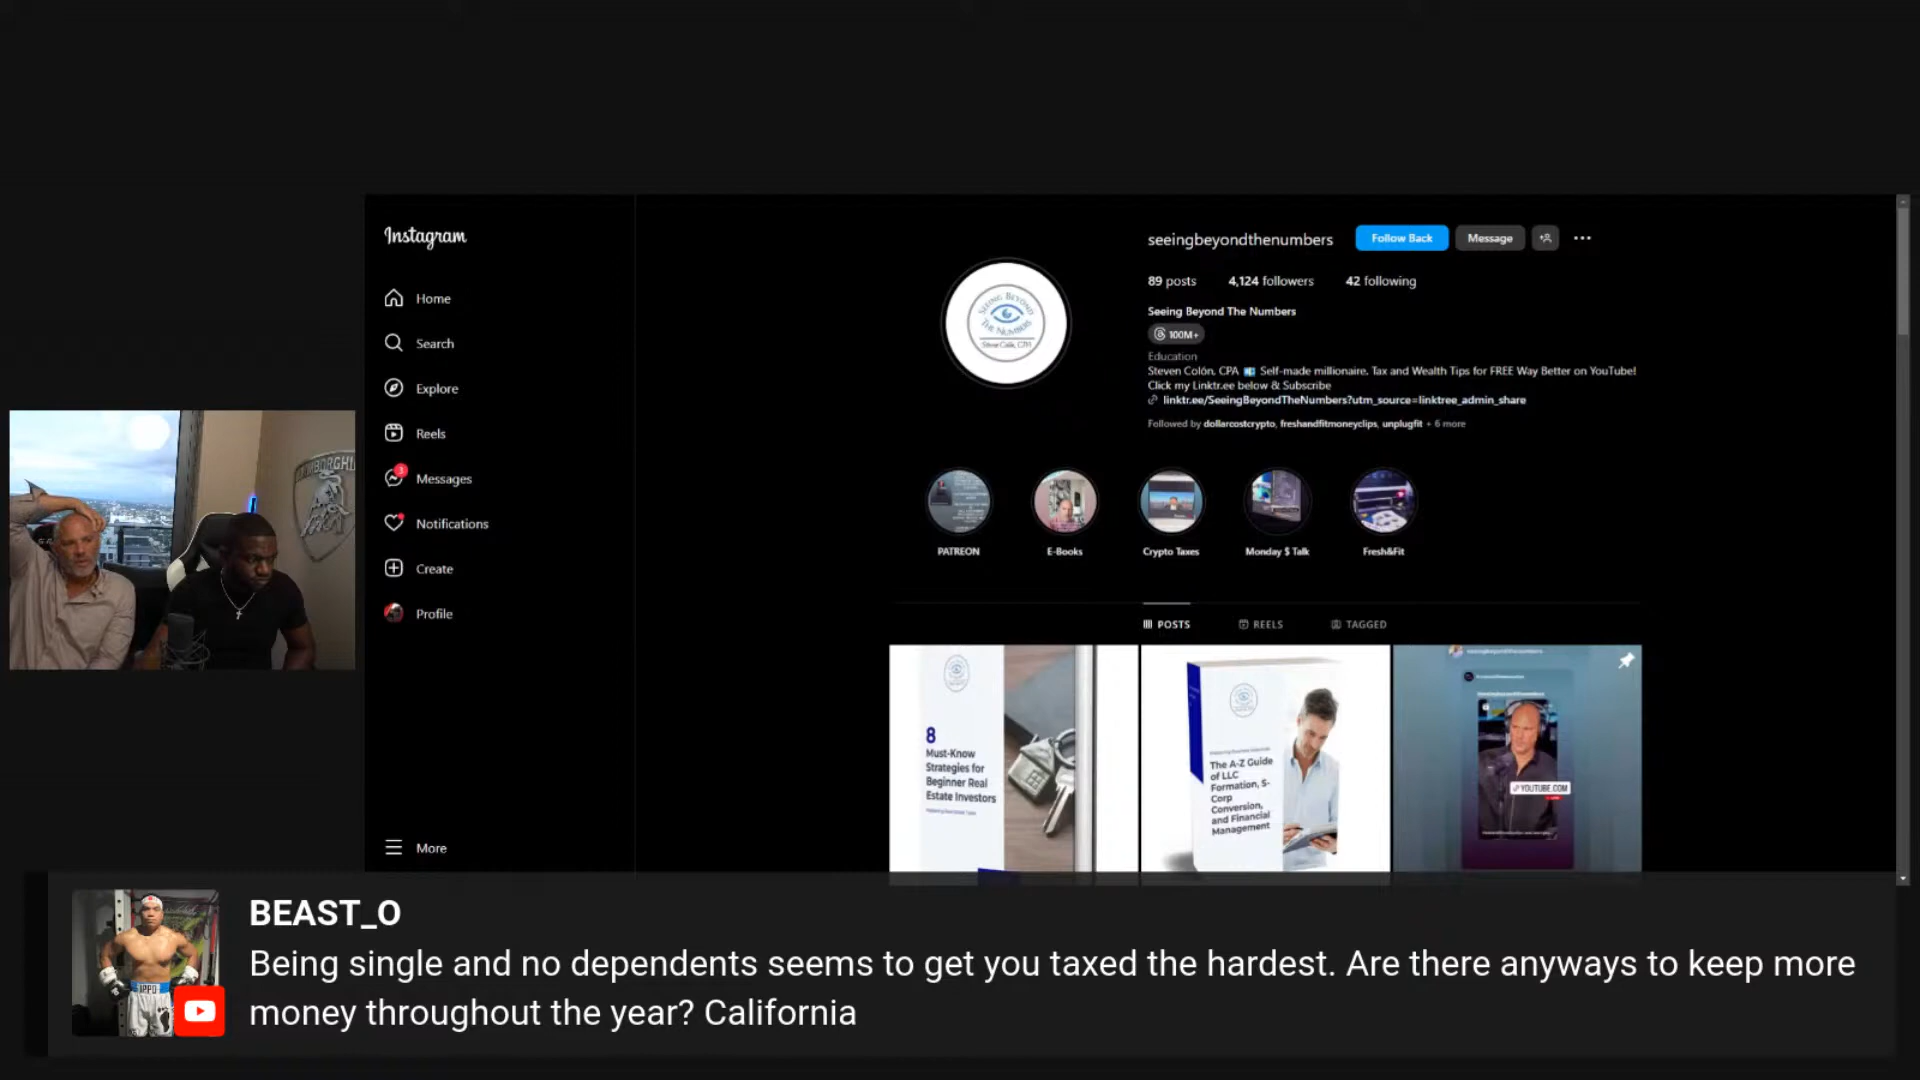 Instagram
Home
Search
Explore
Reels
3
Messages
Notifications
Create
Profile
More
seeingbeyondthenumbers
Follow Back
Message
89 posts
4,124 followers
42 following
Seeing Beyond The Numbers
100M+
Education
Steven Colón, CPA Self-made millionaire. Tax and Wealth Tips for FREE Way Better on YouTube!
Click my Linktr.ee below & Subscribe
linktr.ee/SeeingBeyondTheNumbers?utm_source=linktree_admin_share
Followed by dollarcostcrypto, freshandfitmoneyclips, unplugfit + 6 more
SEEING BEYOND
THE NUMBERS
PATREON
E-Books
Crypto Taxes
Monday $ Talk
Fresh&Fit
POSTS
REELS
TAGGED
8
Must-Know
Strategies for
Beginner Real
Estate Investors
The A-Z Guide
of LLC
Formation, S-
Corp
Conversion,
and Financial
Management
YOUTUBE.COM
BEAST_O
Being single and no dependents seems to get you taxed the hardest. Are there anyways to keep more
money throughout the year? California